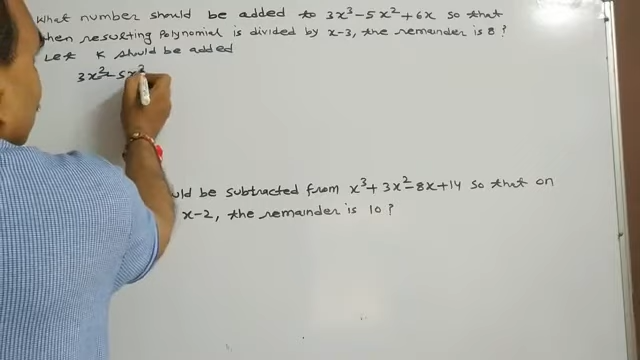 What number should be added to 3x³ - 5x² + 6x so that
when resulting Polynomial is divided by x-3, the remainder is 8 ?
Let K should be added
3x² - 5x²
be subtracted from x³ + 3x² - 8x + 14 so that on
x-2, the remainder is 10 ?